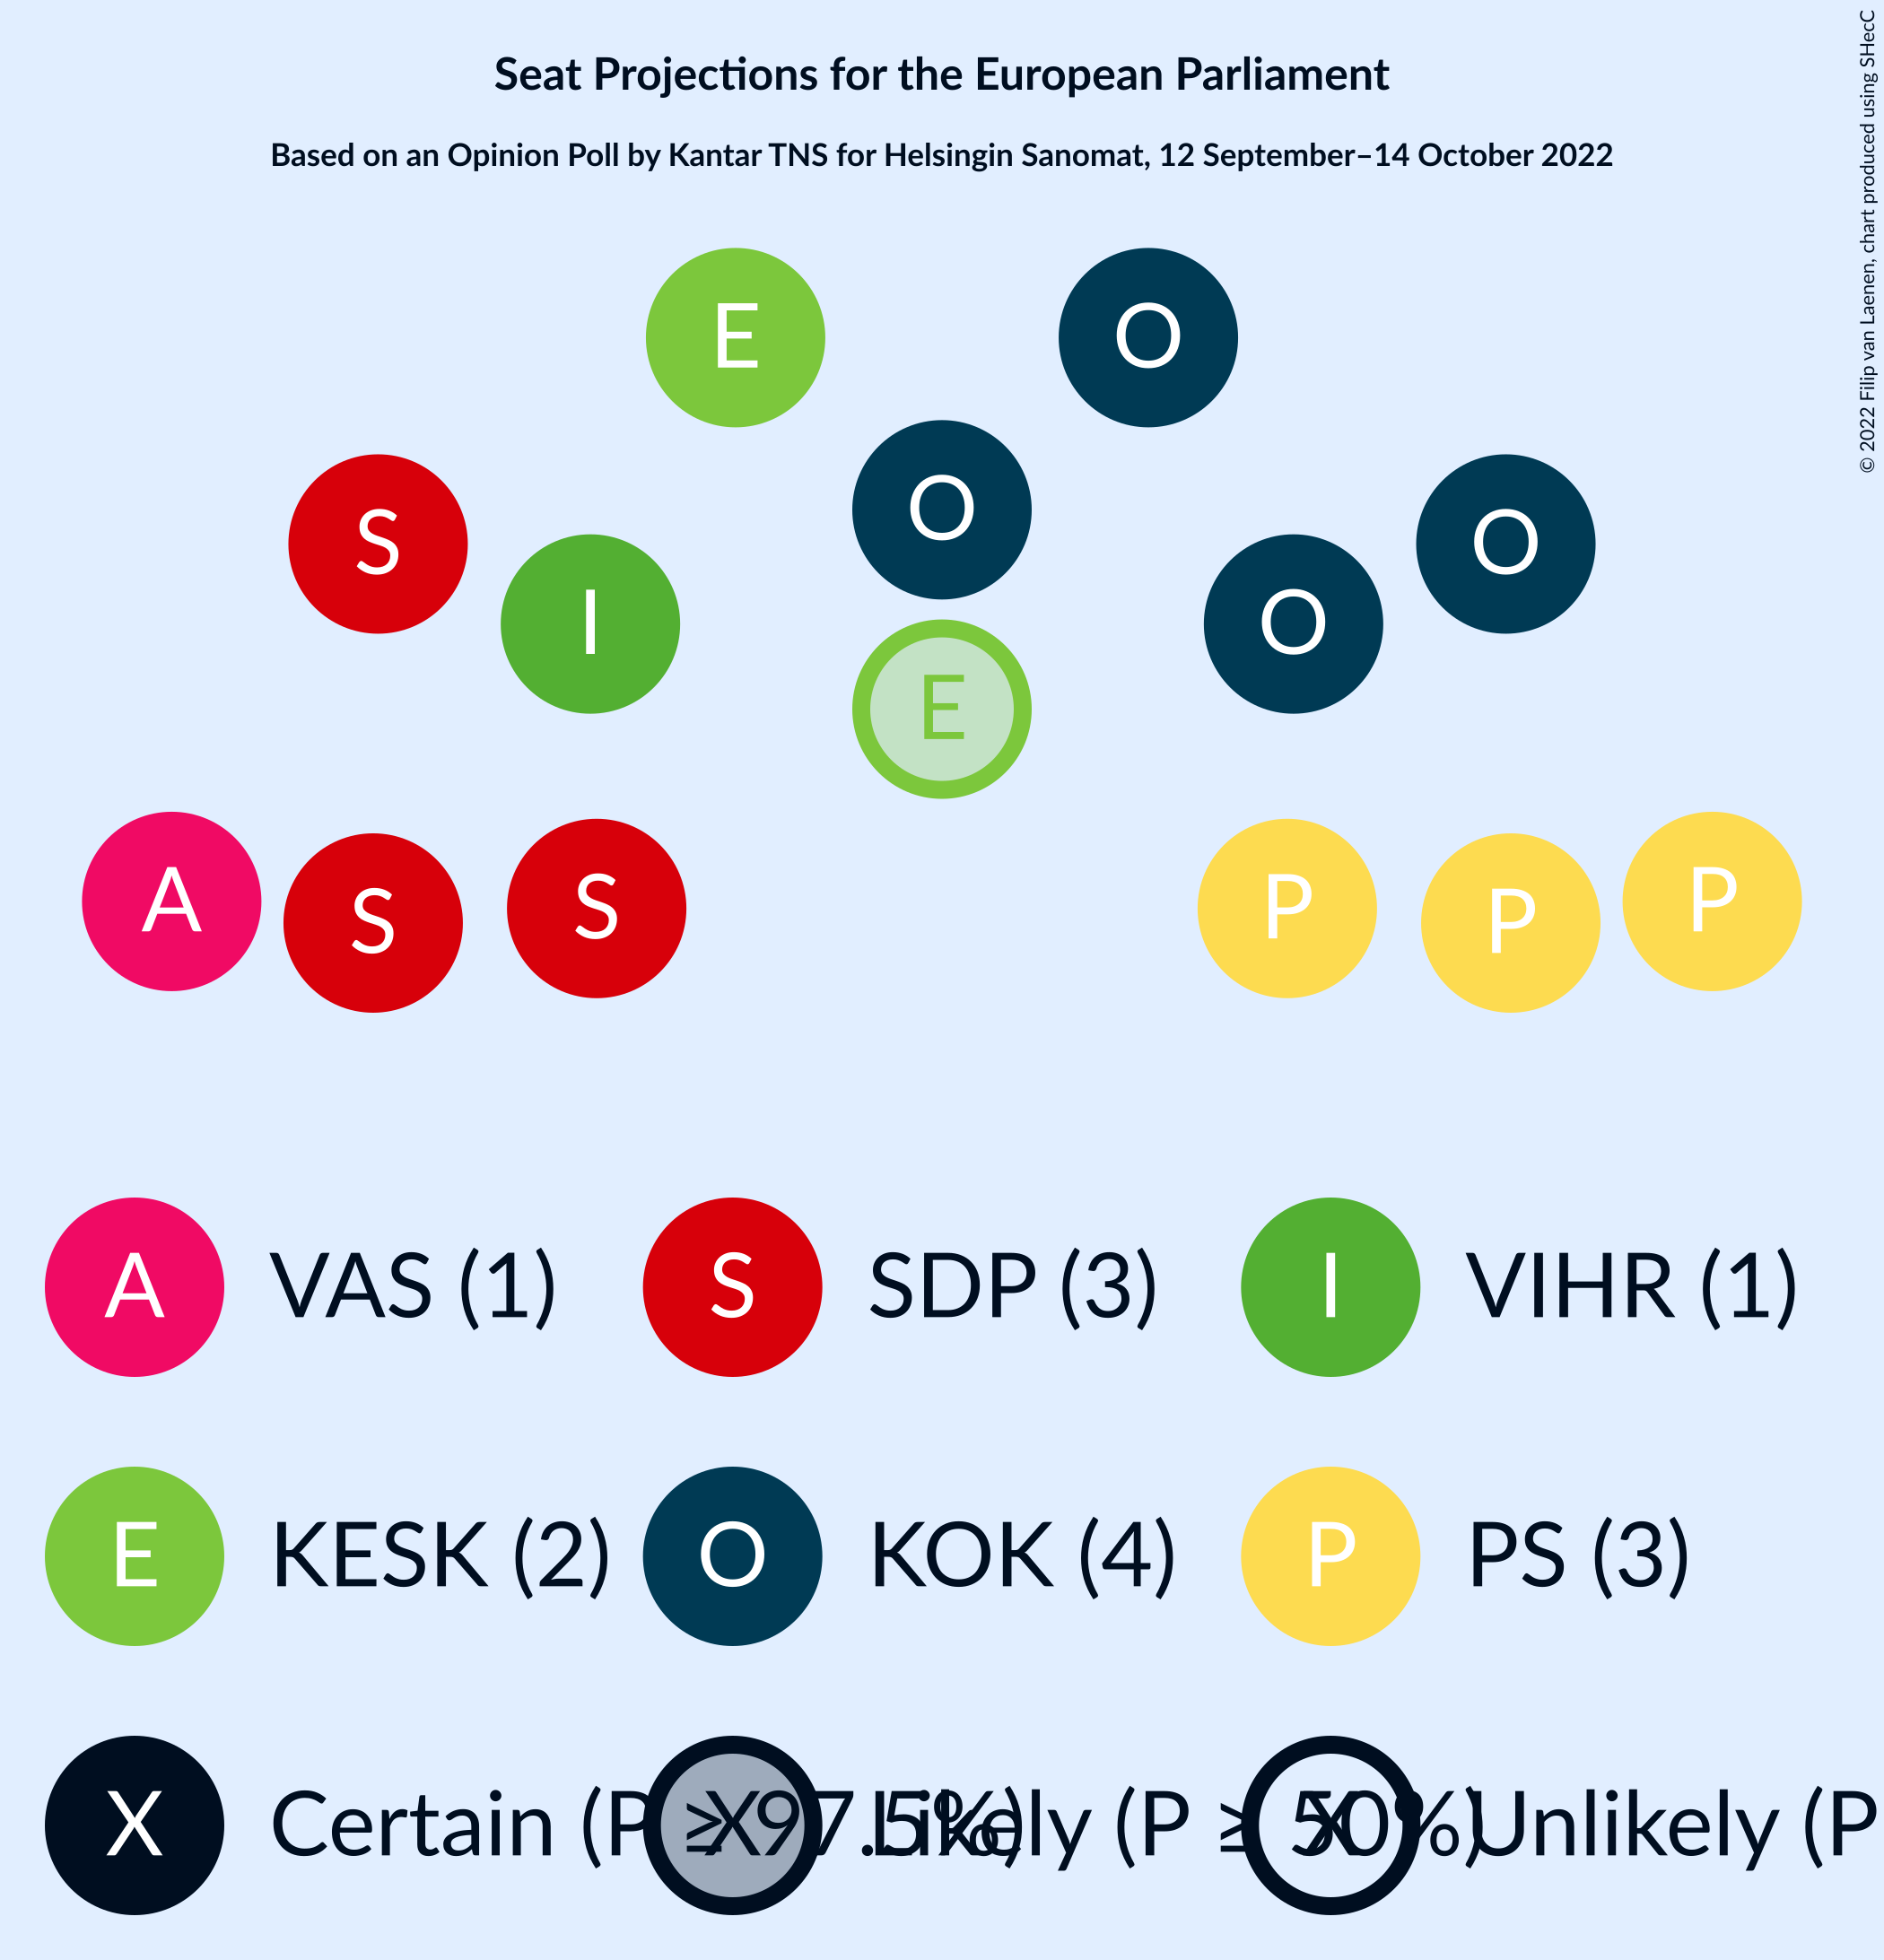 Seat Projections for the European Parliament
Based on an Opinion Poll by Kantar TNS for Helsingin Sanomat, 12 September–14 October 2022
© 2022 Filip van Laenen, chart produced using SHecC
E O
O
S O
I O
E
A P
S S P P
A VAS (1) S SDP (3) I VIHR (1)
E KESK (2) O KOK (4) P PS (3)
X Certain (P ≥ 97.5%) X Likely (P ≥ 50%) X Unlikely (P